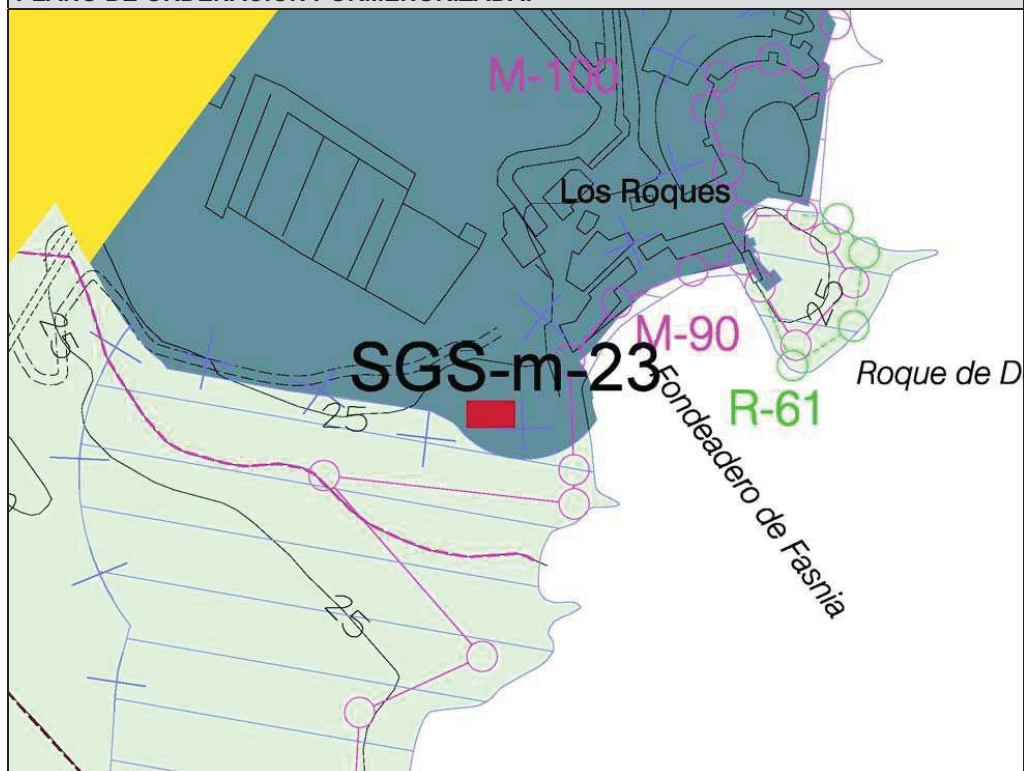 M-100
Los Roques
M-90
SGS-m-23
Roque de D
R-61
25
25
Fondeadero de Fasnia
25
25